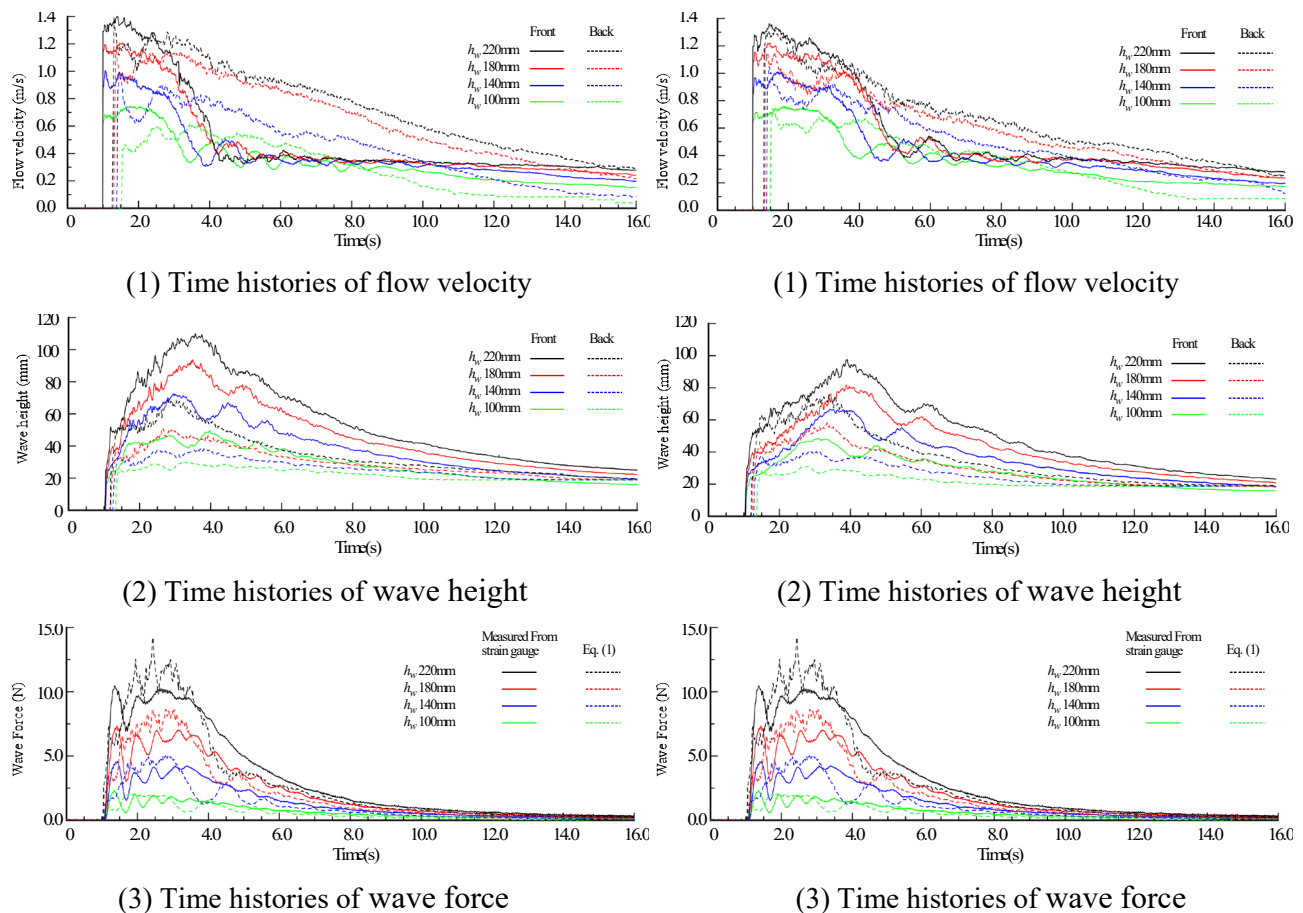 Flow velocity (m/s)
1.4
1.2
1.0
0.8
0.6
0.4
0.2
0.0
2.0 4.0 6.0 8.0 10.0 12.0 14.0 16.0
Time(s)
Front Back
hw 220mm
hw 180mm
hw 140mm
hw 100mm
(1) Time histories of flow velocity
Flow velocity (m/s)
1.4
1.2
1.0
0.8
0.6
0.4
0.2
0.0
2.0 4.0 6.0 8.0 10.0 12.0 14.0 16.0
Time(s)
Front Back
hw 220mm
hw 180mm
hw 140mm
hw 100mm
(1) Time histories of flow velocity
Wave height (mm)
120
100
80
60
40
20
0
0 2.0 4.0 6.0 8.0 10.0 12.0 14.0 16.0
Time(s)
Front Back
hw 220mm
hw 180mm
hw 140mm
hw 100mm
(2) Time histories of wave height
Wave height (mm)
120
100
80
60
40
20
0
0 2.0 4.0 6.0 8.0 10.0 12.0 14.0 16.0
Time(s)
Front Back
hw 220mm
hw 180mm
hw 140mm
hw 100mm
(2) Time histories of wave height
Wave Force (N)
15.0
10.0
5.0
0.0
0 2.0 4.0 6.0 8.0 10.0 12.0 14.0 16.0
Time(s)
Measured From
strain gauge Eq. (1)
hw 220mm
hw 180mm
hw 140mm
hw 100mm
(3) Time histories of wave force
Wave Force (N)
15.0
10.0
5.0
0.0
0 2.0 4.0 6.0 8.0 10.0 12.0 14.0 16.0
Time(s)
Measured From
strain gauge Eq. (1)
hw 220mm
hw 180mm
hw 140mm
hw 100mm
(3) Time histories of wave force